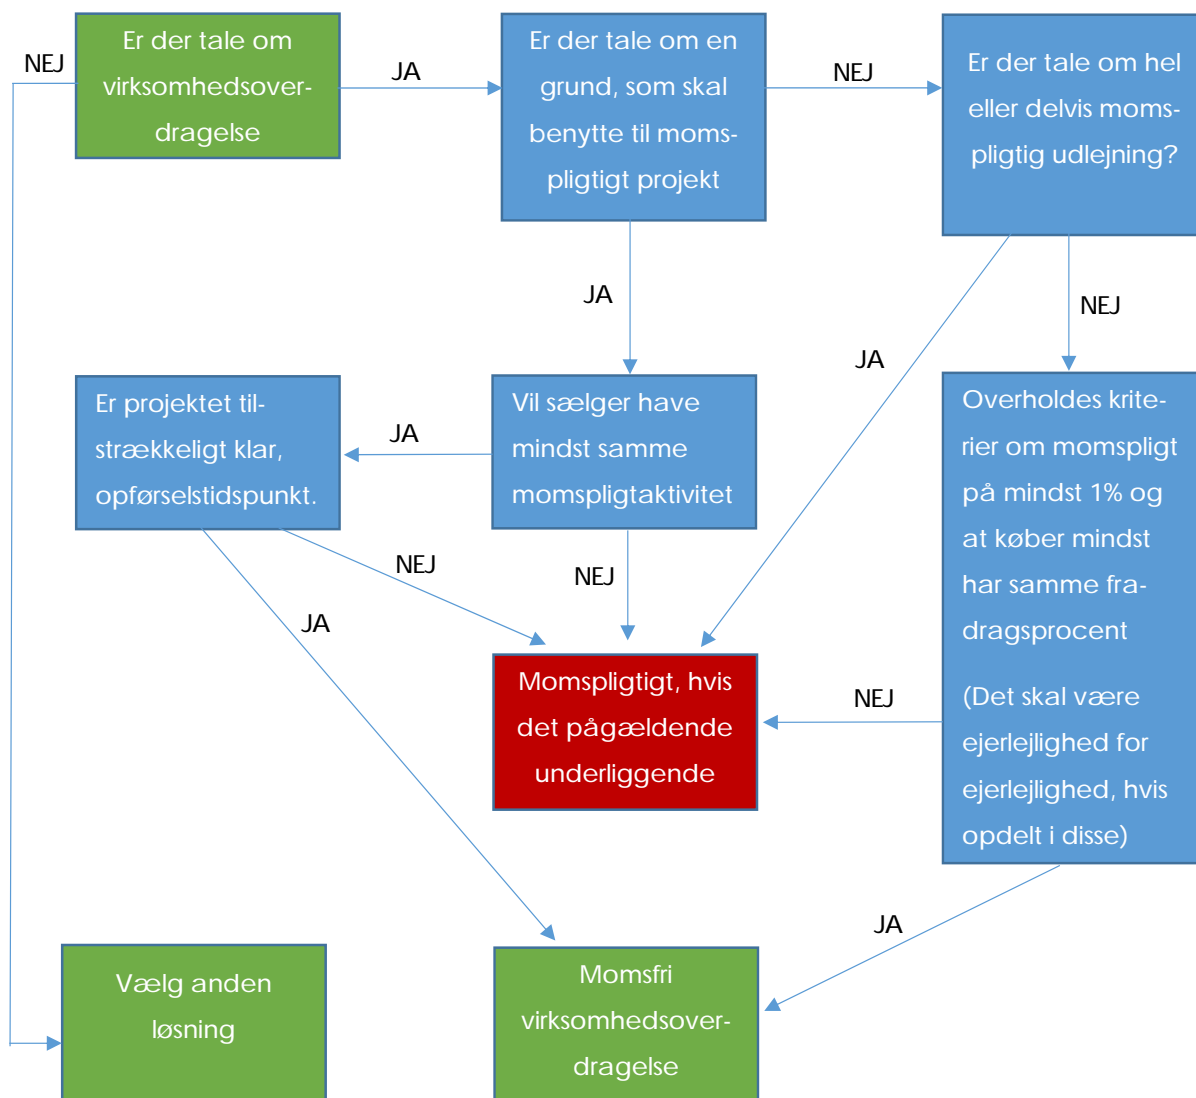 Er der tale om
virksomhedsover-
dragelse
NEJ
JA
Er der tale om en
grund, som skal
benytte til moms-
pligtigt projekt
NEJ
Er der tale om hel
eller delvis moms-
pligtig udlejning?
JA
JA
NEJ
Er projektet til-
strækkeligt klar,
opførselstidspunkt.
JA
Vil sælger have
mindst samme
momspligtaktivitet
Overholdes krite-
rier om momspligt
på mindst 1% og
at køber mindst
har samme fra-
dragsprocent
(Det skal være
ejerlejlighed for
ejerlejlighed, hvis
opdelt i disse)
NEJ
NEJ
JA
Momspligtigt, hvis
det pågældende
underliggende
NEJ
JA
Vælg anden
løsning
Momsfri
virksomhedsover-
dragelse